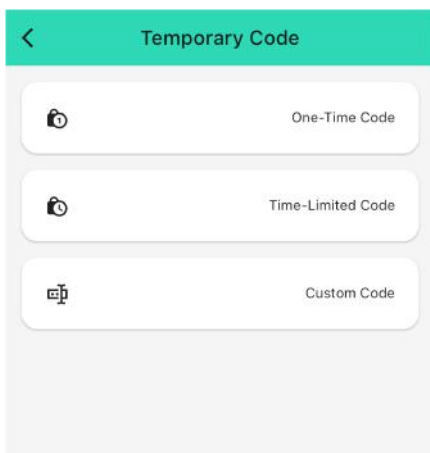 Temporary Code
One-Time Code
Time-Limited Code
Custom Code